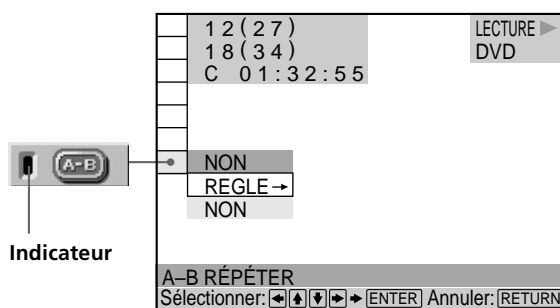 12(27)
18(34)
C 01:32:55
LECTURE
DVD
A-B
NON
REGLE→
NON
Indicateur
A–B RÉPÉTER
Sélectionner: ←↑↓→ → ENTER Annuler: RETURN